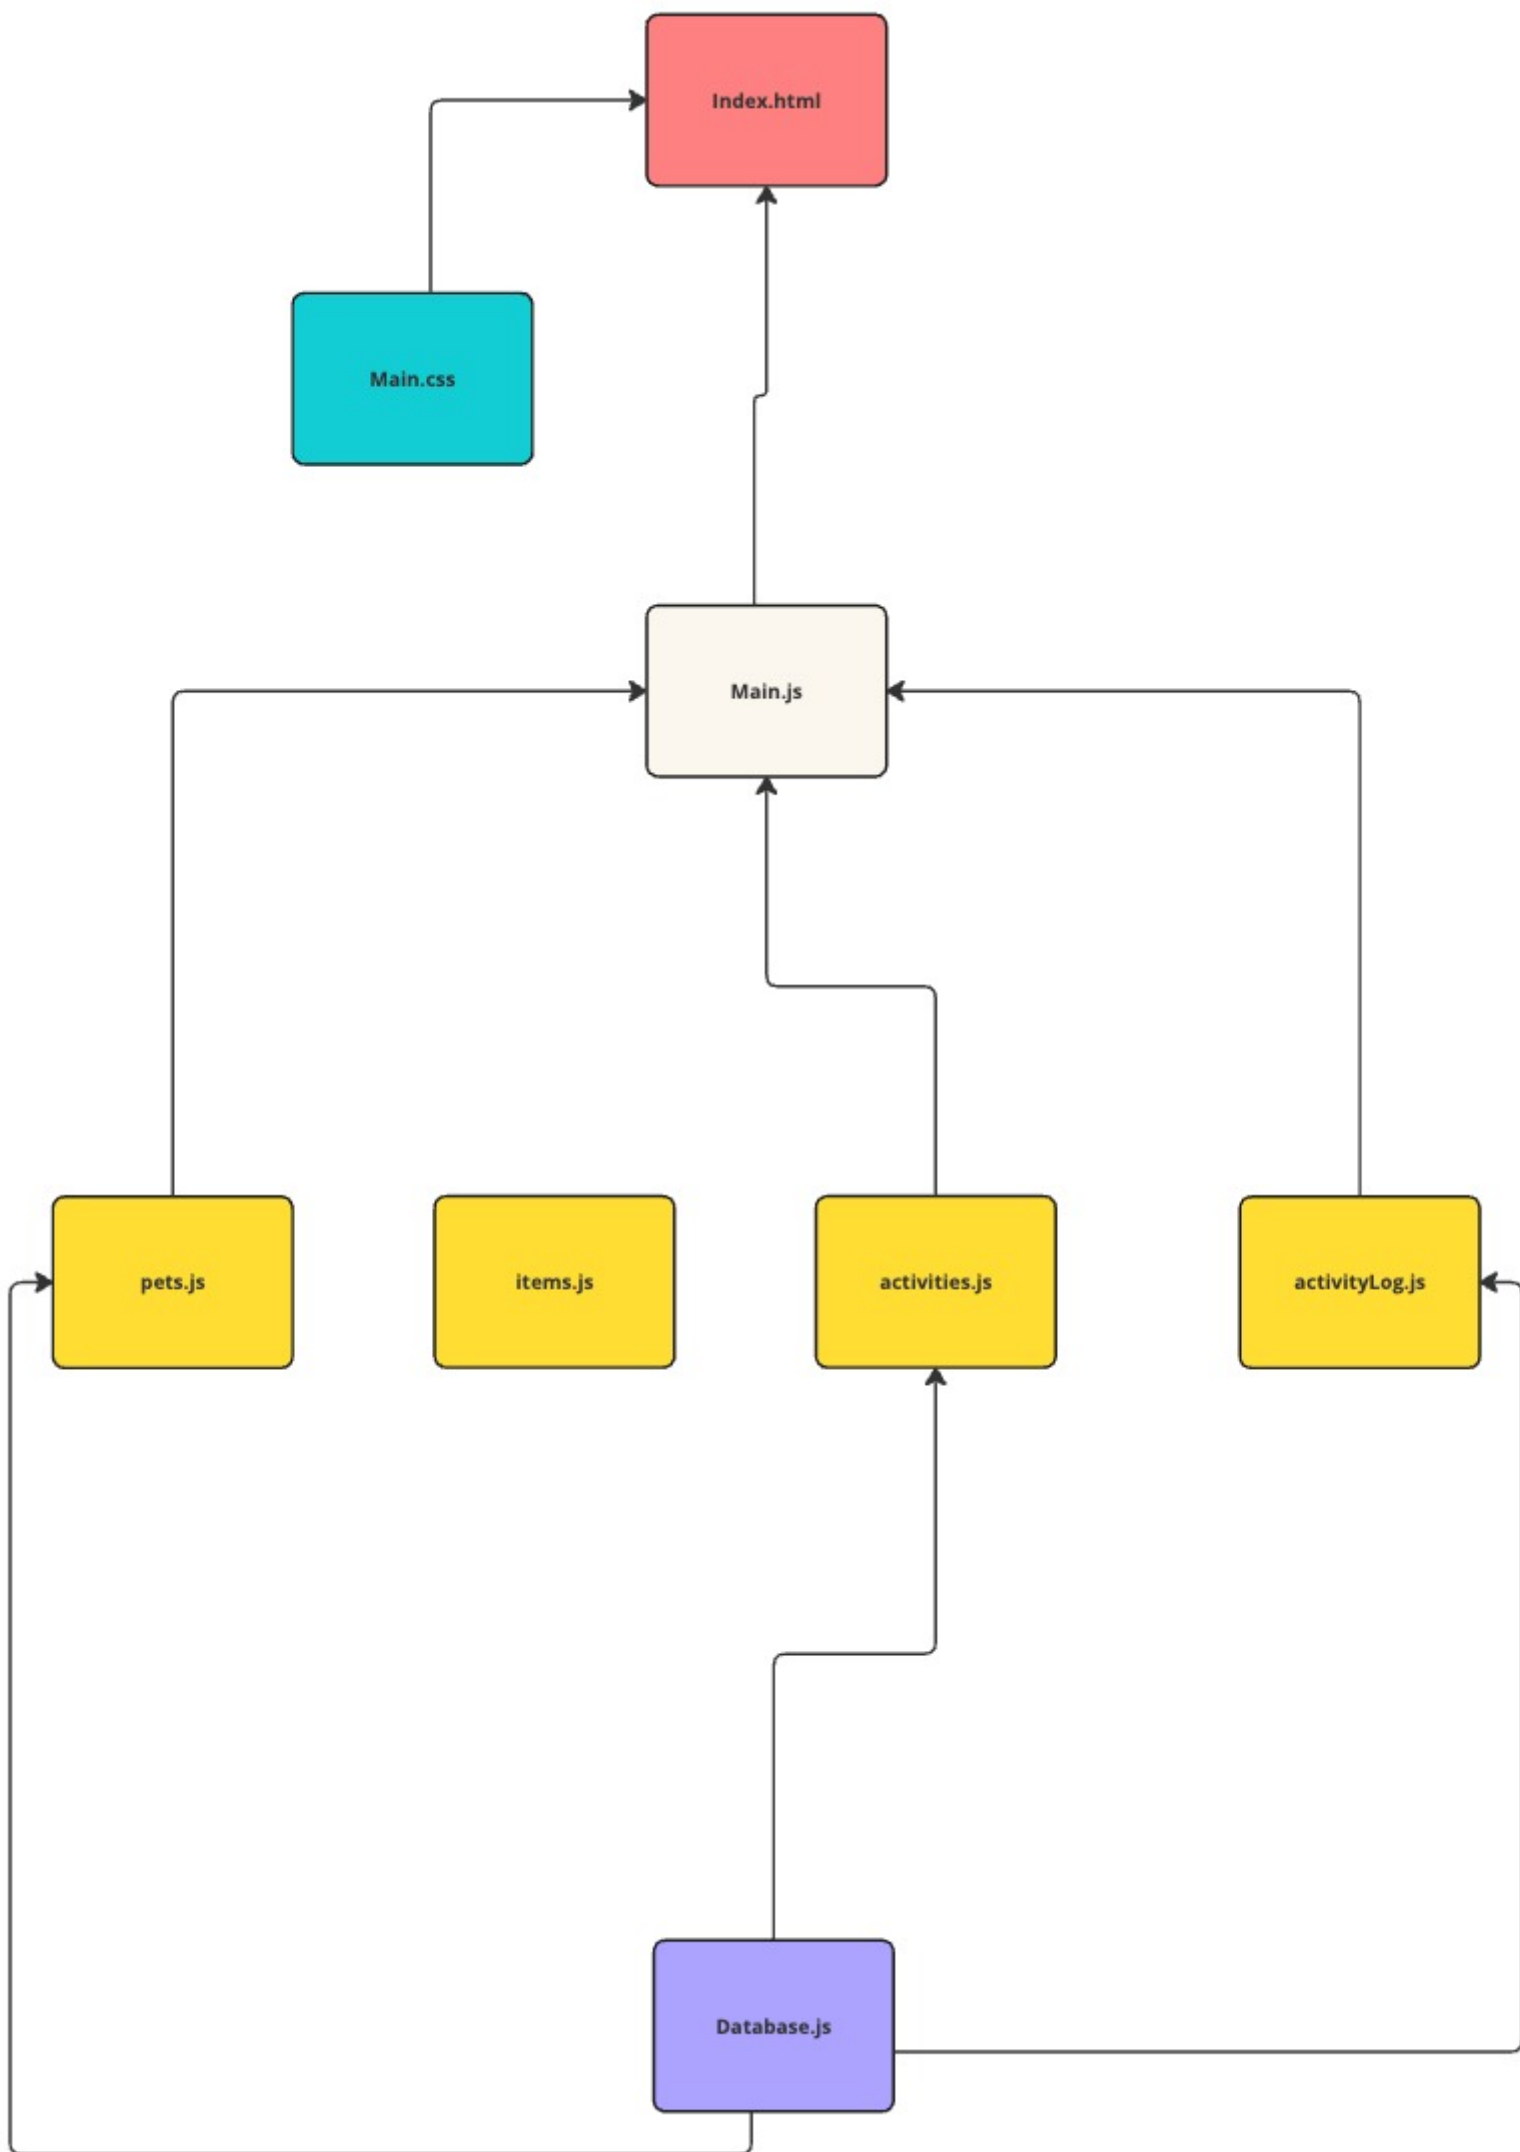 Index.html
Main.css
Main.js
pets.js
items.js
activities.js
activityLog.js
Database.js